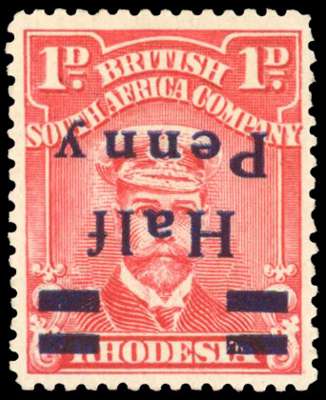 1D. 1D.
BRITISH
SOUTH AFRICA COMPANY
Half
Penny
RHODESIA